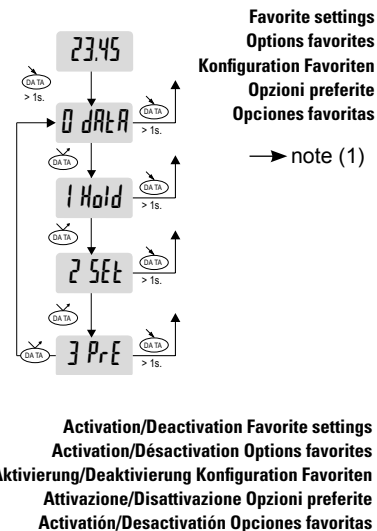 Favorite settings
Options favorites
Konfiguration Favoriten
Opzioni preferite
Opciones favoritas
note (1)
23.45
DATA
> 1s.
0 dAtA
DATA
> 1s.
DATA
1 Hold
DATA
> 1s.
DATA
2 SEt
DATA
> 1s.
DATA
3 PrE
DATA
> 1s.
DATA
Activation/Deactivation Favorite settings
Activation/Désactivation Options favorites
Aktivierung/Deaktivierung Konfiguration Favoriten
Attivazione/Disattivazione Opzioni preferite
Activación/Desactivación Opciones favoritas